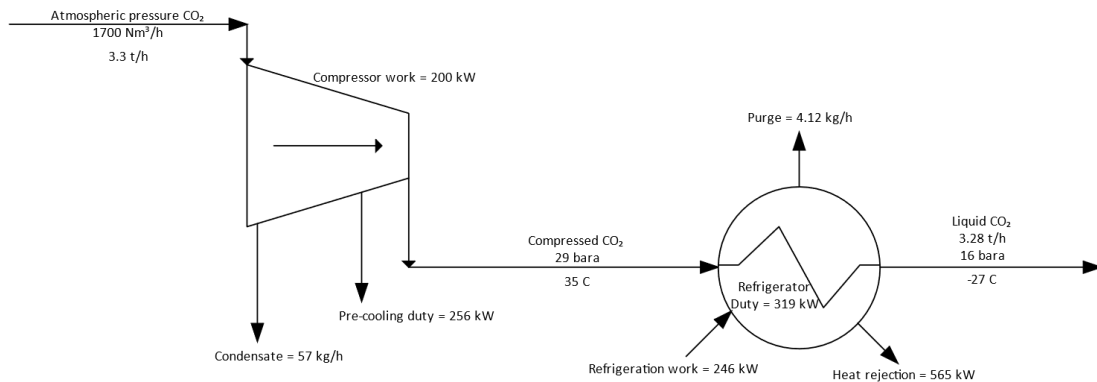 Atmospheric pressure CO₂
1700 Nm³/h
3.3 t/h
Compressor work = 200 kW
Purge = 4.12 kg/h
Compressed CO₂
29 bara
35 C
Liquid CO₂
3.28 t/h
16 bara
-27 C
Refrigerator
Duty = 319 kW
Pre-cooling duty = 256 kW
Condensate = 57 kg/h
Refrigeration work = 246 kW
Heat rejection = 565 kW